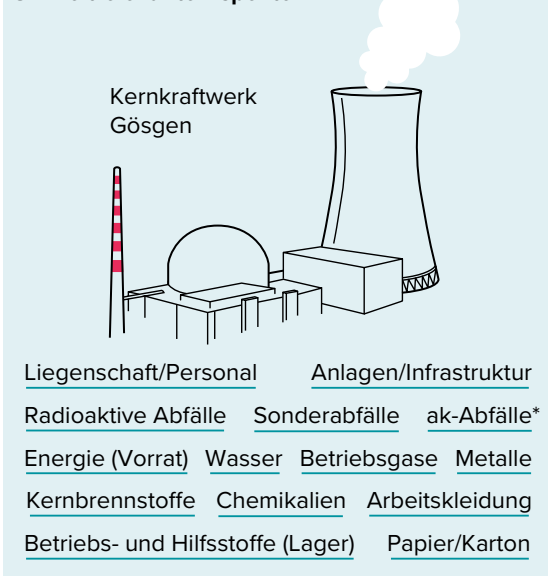 Kernkraftwerk
Gösgen
Liegenschaft/Personal Anlagen/Infrastruktur
Radioaktive Abfälle Sonderabfälle ak-Abfälle*
Energie (Vorrat) Wasser Betriebsgase Metalle
Kernbrennstoffe Chemikalien Arbeitskleidung
Betriebs- und Hilfsstoffe (Lager) Papier/Karton